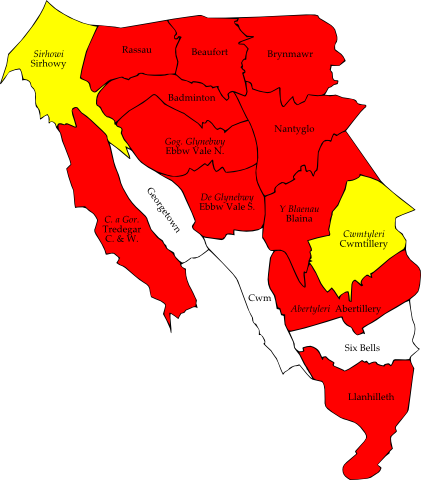 Sirhowi
Sirhowy
Rassau
Beaufort
Brynmawr
Badminton
Nantyglo
Gog. Glynebwy
Ebbw Vale N.
De Glynebwy
Ebbw Vale S.
Georgetown
C. a Gor.
Tredegar
C. & W.
Y Blaenau
Blaina
Cwmtyleri
Cwmtillery
Cwm
Abertyleri Abertillery
Six Bells
Llanhilleth